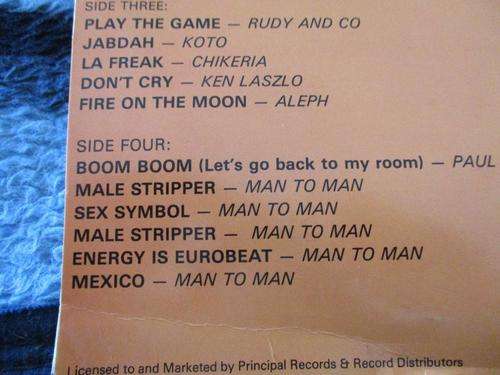 SIDE THREE:
PLAY THE GAME — RUDY AND CO
JABDAH — KOTO
LA FREAK — CHIKERIA
DON'T CRY — KEN LASZLO
FIRE ON THE MOON — ALEPH
SIDE FOUR:
BOOM BOOM (Let's go back to my room) — PAUL
MALE STRIPPER — MAN TO MAN
SEX SYMBOL — MAN TO MAN
MALE STRIPPER — MAN TO MAN
ENERGY IS EUROBEAT — MAN TO MAN
MEXICO — MAN TO MAN
Licensed to and Marketed by Principal Records & Record Distributors